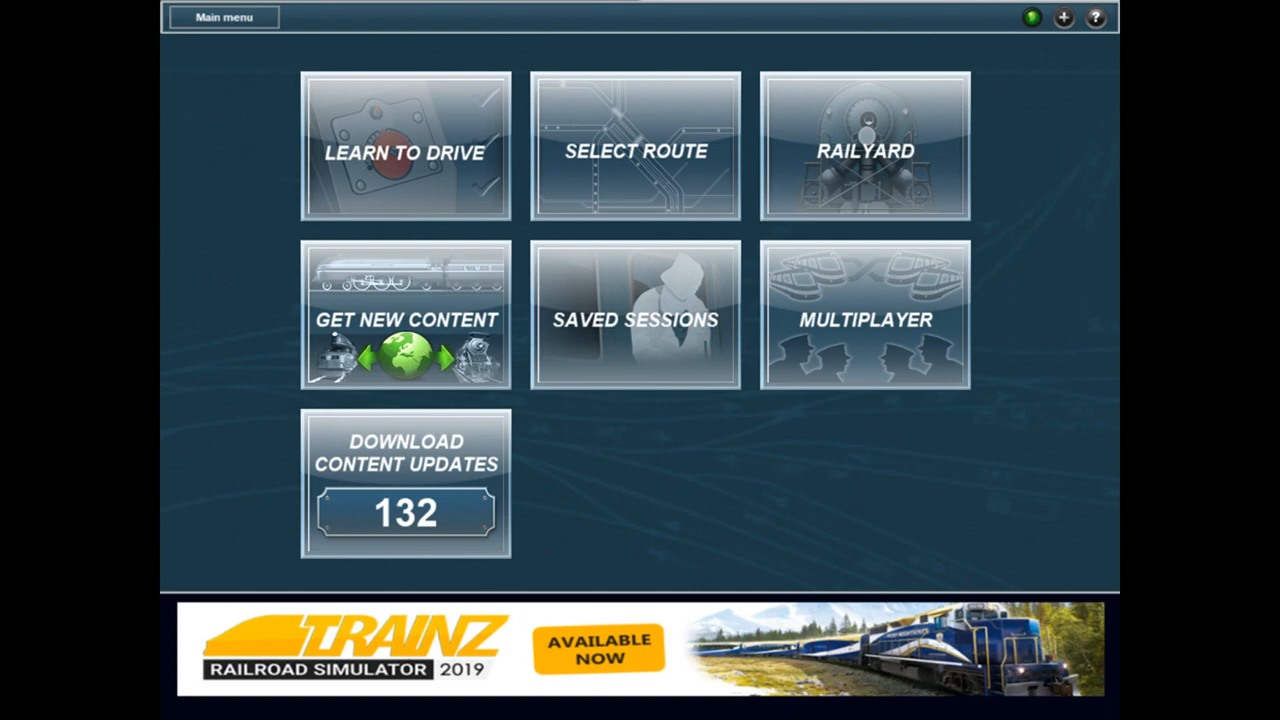 Main menu
+
?
LEARN TO DRIVE
SELECT ROUTE
RAILYARD
GET NEW CONTENT
SAVED SESSIONS
MULTIPLAYER
DOWNLOAD
CONTENT UPDATES
132
TRAINZ
RAILROAD SIMULATOR 2019
AVAILABLE
NOW